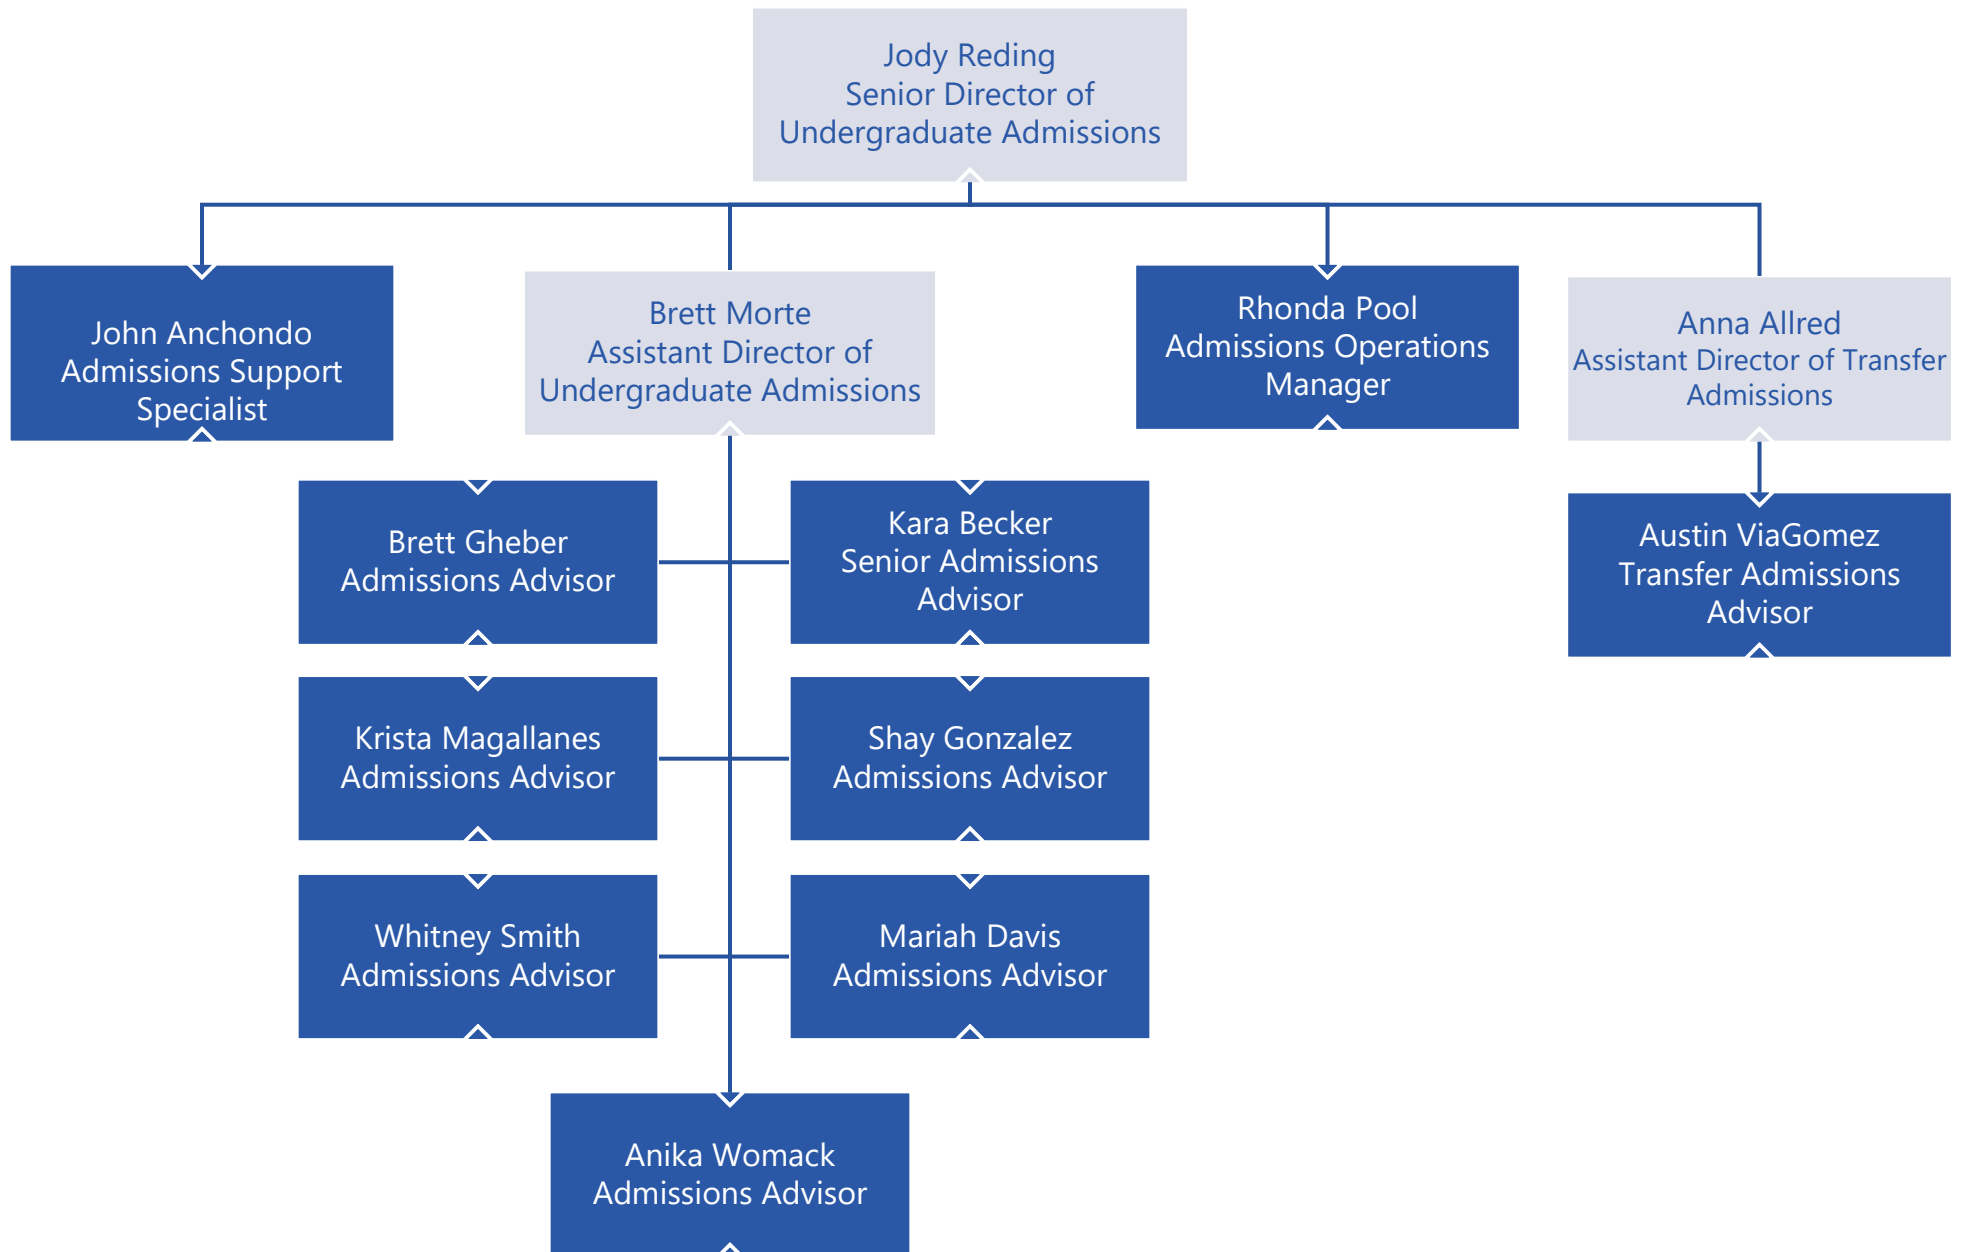 Jody Reding
Senior Director of
Undergraduate Admissions
John Anchondo
Admissions Support
Specialist
Brett Morte
Assistant Director of
Undergraduate Admissions
Rhonda Pool
Admissions Operations
Manager
Anna Allred
Assistant Director of Transfer
Admissions
Brett Gheber
Admissions Advisor
Kara Becker
Senior Admissions
Advisor
Austin ViaGomez
Transfer Admissions
Advisor
Krista Magallanes
Admissions Advisor
Shay Gonzalez
Admissions Advisor
Whitney Smith
Admissions Advisor
Mariah Davis
Admissions Advisor
Anika Womack
Admissions Advisor